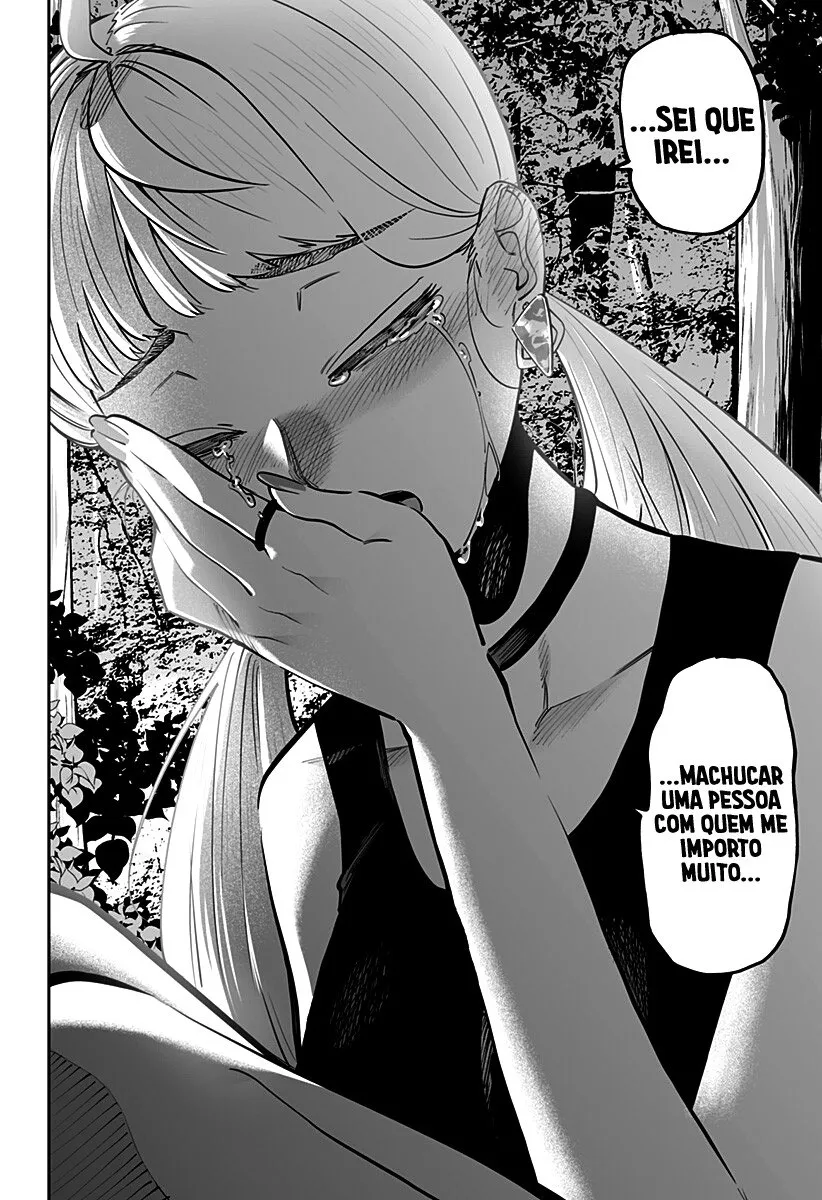 ...SEI QUE
IREI...
...MACHUCAR
UMA PESSOA
COM QUEM ME
IMPORTO
MUITO...